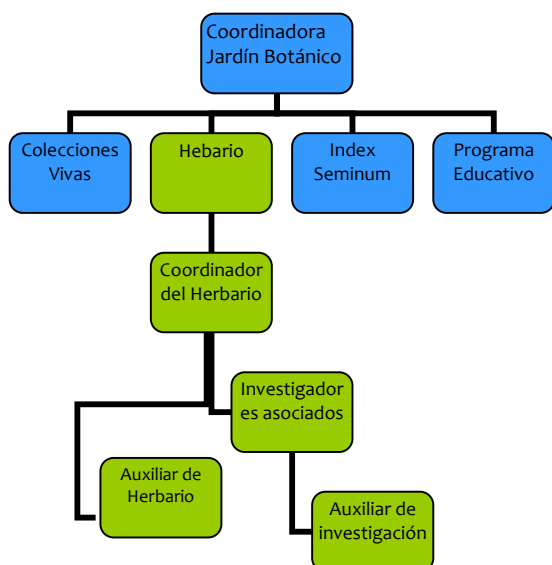 Coordinadora
Jardín Botánico
Colecciones
Vivas
Hebario
Index
Seminum
Programa
Educativo
Coordinador
del Herbario
Investigador
es asociados
Auxiliar de
Herbario
Auxiliar de
investigación